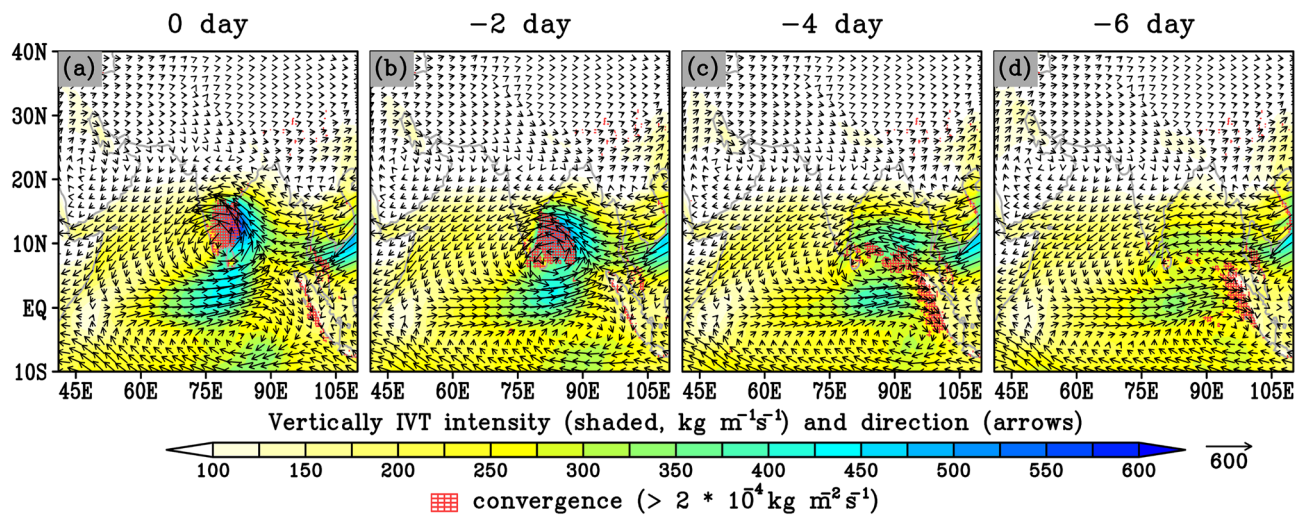 0 day -2 day -4 day -6 day
(a) (b) (c) (d)
40N
30N
20N
10N
EQ
10S
45E 60E 75E 90E 105E 45E 60E 75E 90E 105E 45E 60E 75E 90E 105E 45E 60E 75E 90E 105E
Vertically IVT intensity (shaded, kg m⁻¹s⁻¹) and direction (arrows)
100 150 200 250 300 350 400 450 500 550 600
600
convergence (> 2 * 10⁻⁴kg m⁻²s⁻¹)